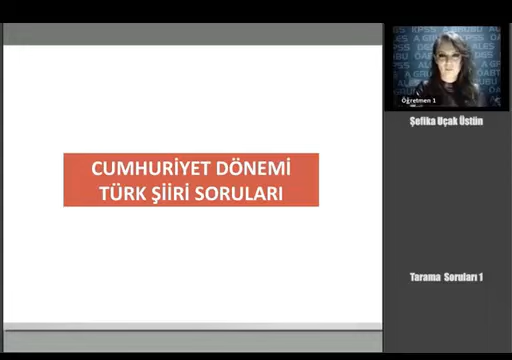 CUMHURİYET DÖNEMİ
TÜRK ŞİİRİ SORULARI
Öğretmen 1
Şefika Uçak Üstün
Tarama Soruları 1